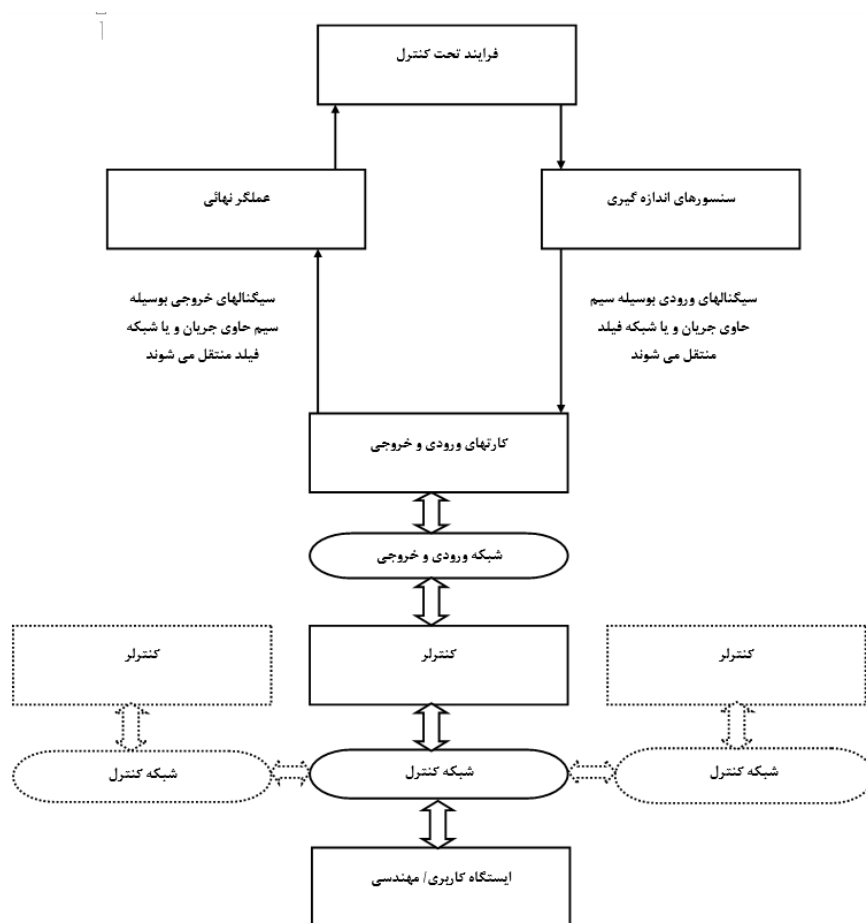 فرایند تحت کنترل
عملگر نهائی
سنسورهای اندازه گیری
سیگنالهای خروجی بوسیله
سیم حاوی جریان و یا شبکه
فیلد منتقل می شوند
سیگنالهای ورودی بوسیله سیم
حاوی جریان و یا شبکه فیلد
منتقل می شوند
کارتهای ورودی و خروجی
شبکه ورودی و خروجی
کنترلر
کنترلر
کنترلر
شبکه کنترل
شبکه کنترل
شبکه کنترل
ایستگاه کاربری/ مهندسی